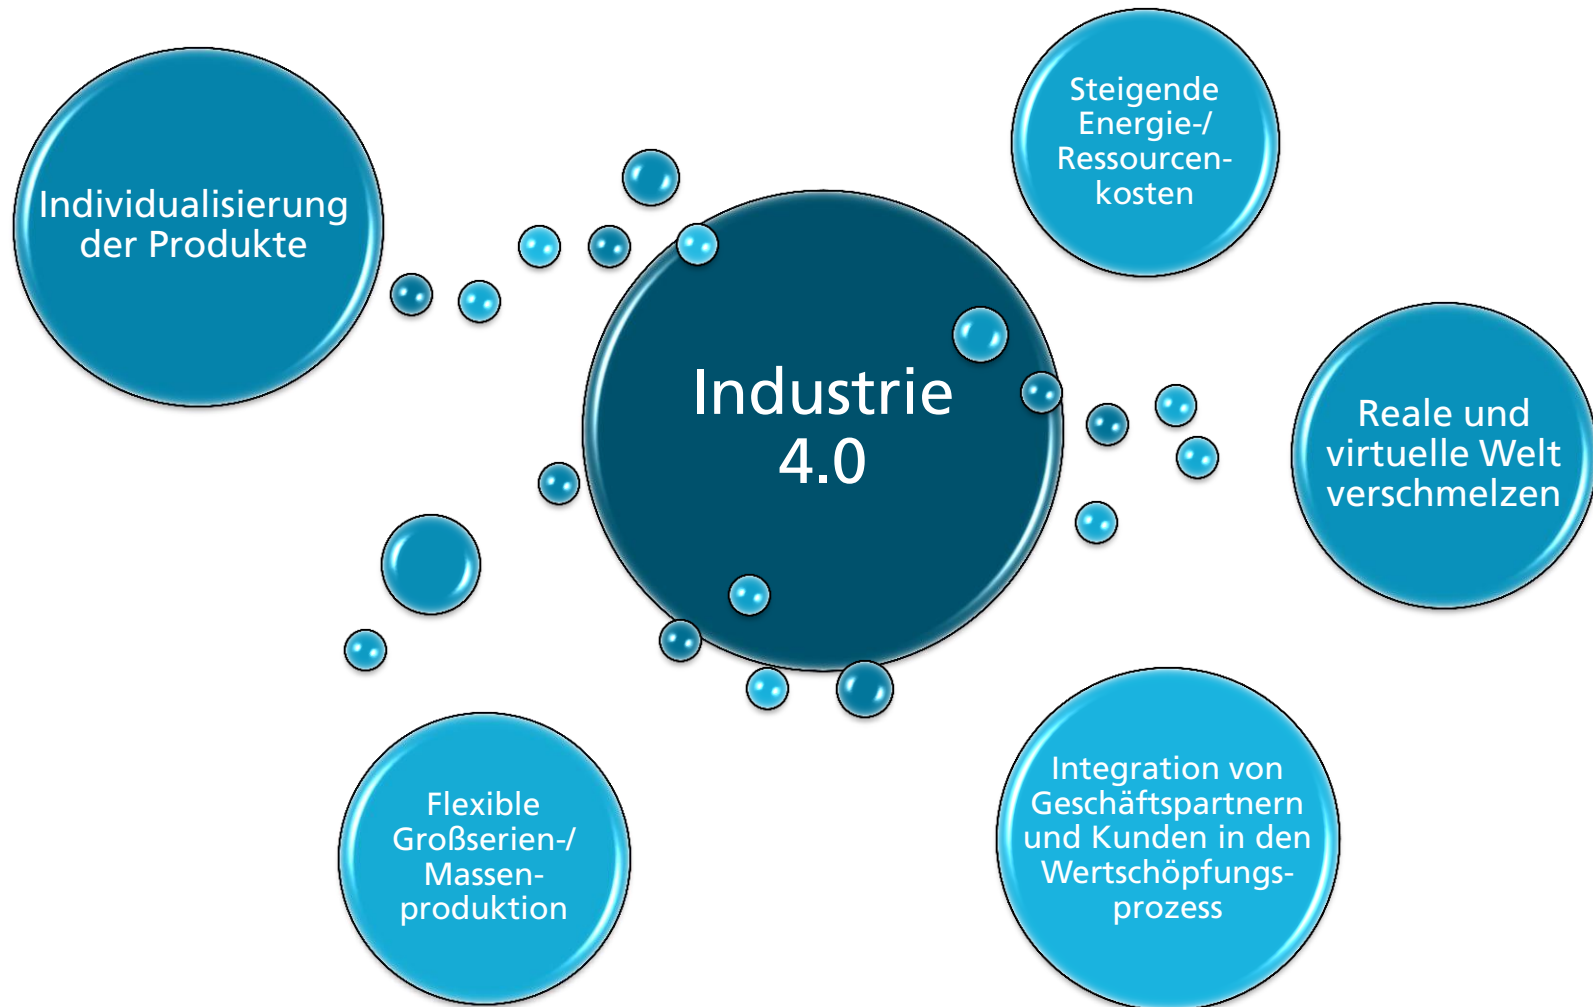 Individualisierung
der Produkte
Steigende
Energie-/
Ressourcen-
kosten
Industrie
4.0
Reale und
virtuelle Welt
verschmelzen
Flexible
Großserien-/
Massen-
produktion
Integration von
Geschäftspartnern
und Kunden in den
Wertschöpfungs-
prozess